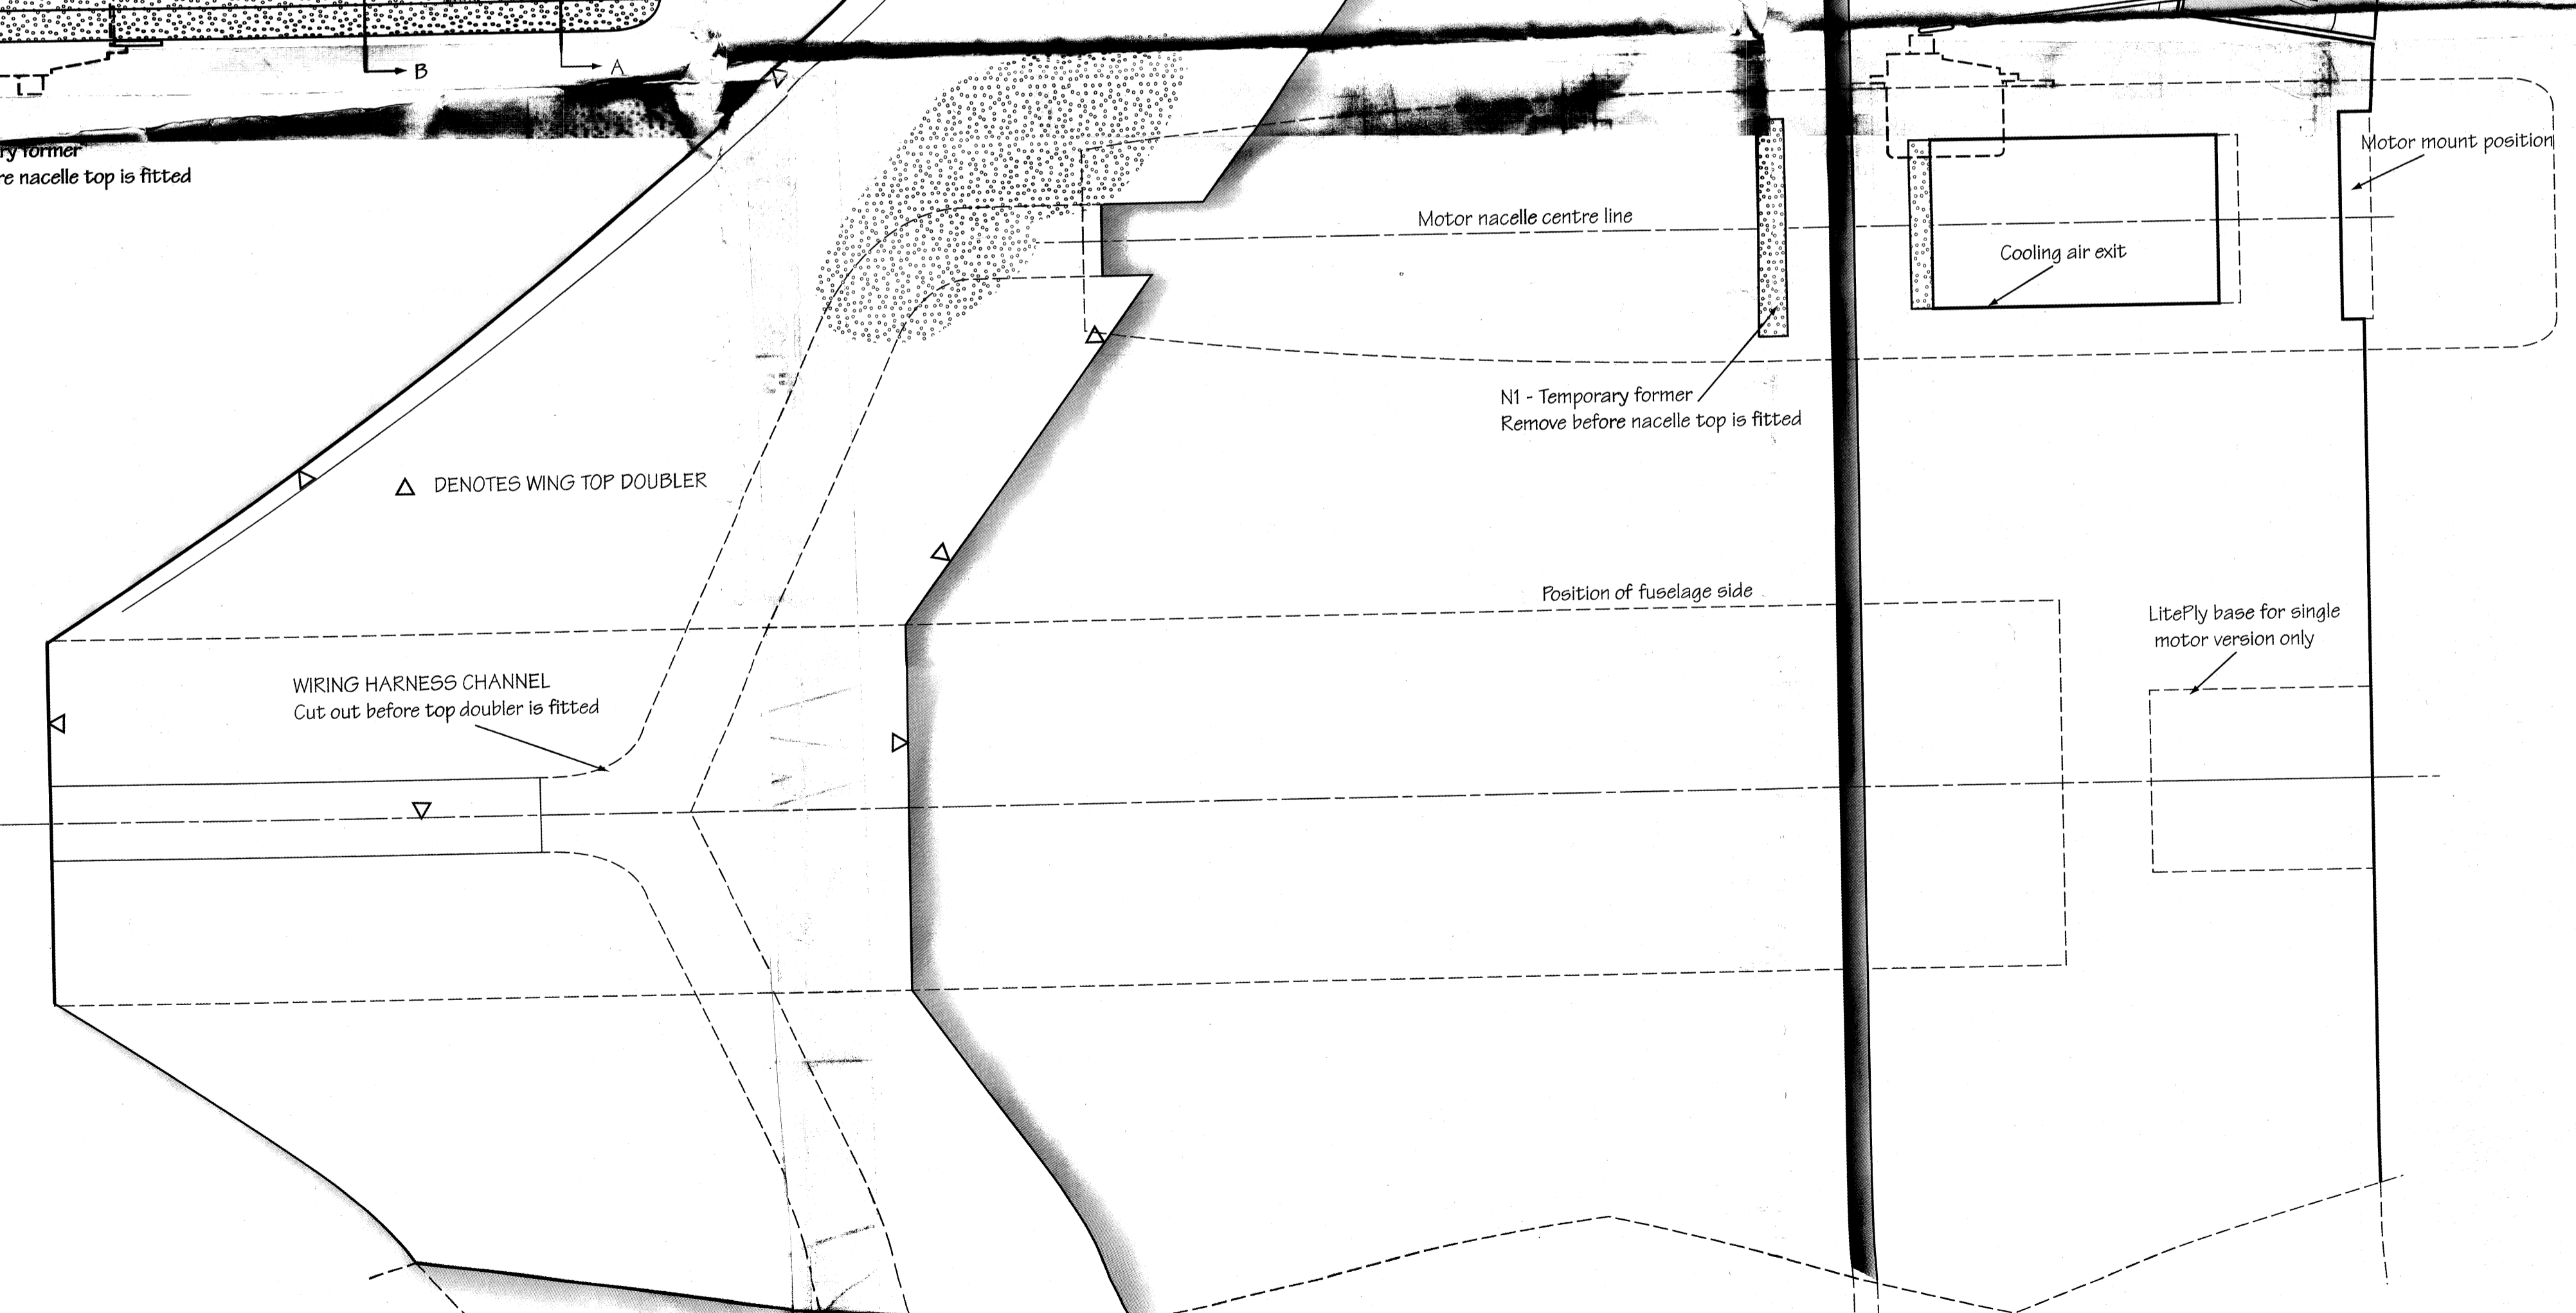 B
A
former
nacelle top is fitted
Motor mount position
Motor nacelle centre line
Cooling air exit
N1 - Temporary former
Remove before nacelle top is fitted
DENOTES WING TOP DOUBLER
Position of fuselage side
LitePly base for single
motor version only
WIRING HARNESS CHANNEL
Cut out before top doubler is fitted